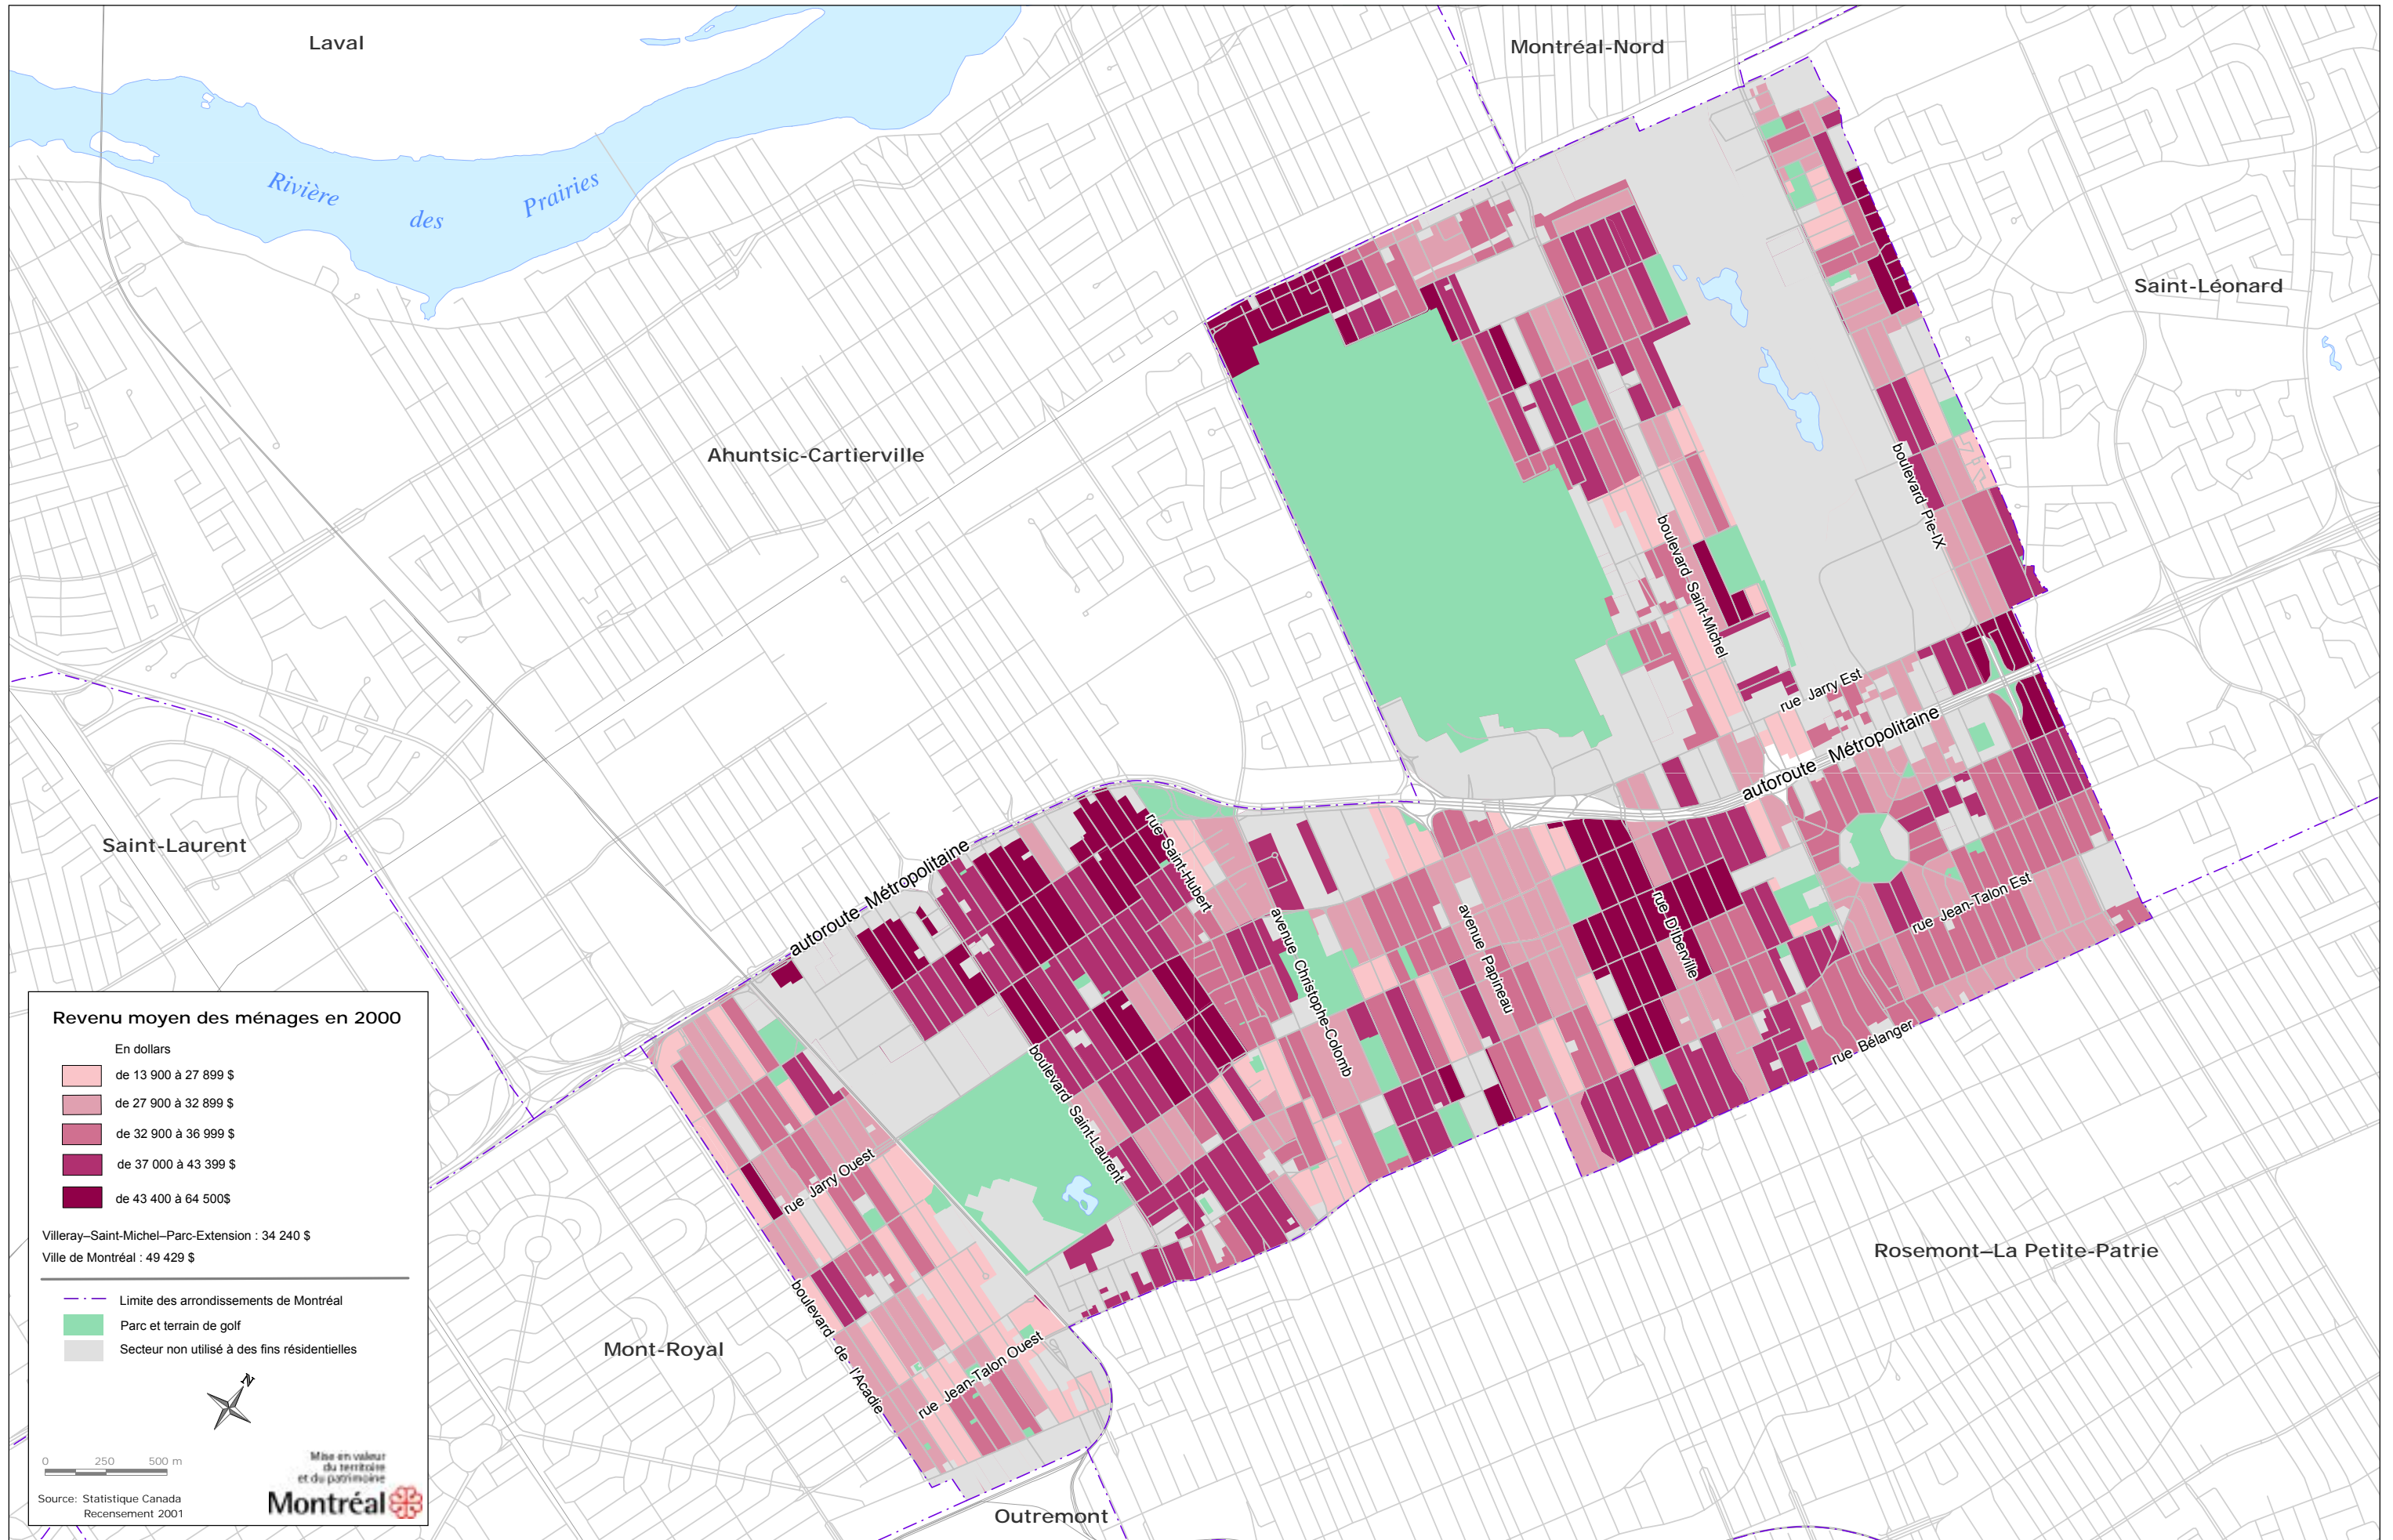 Laval
Montréal-Nord
Rivière
des
Prairies
Saint-Léonard
Ahuntsic-Cartierville
boulevard Pie-IX
boulevard Saint-Michel
rue Jarry Est
autoroute Métropolitaine
Saint-Laurent
autoroute Métropolitaine
rue Saint-Hubert
avenue Christophe-Colomb
avenue Papineau
rue D'Iberville
rue Jean-Talon Est
rue Bélanger
boulevard Saint-Laurent
rue Jarry Ouest
boulevard de l'Acadie
rue Jean-Talon Ouest
Mont-Royal
Rosemont–La Petite-Patrie
Outremont
Revenu moyen des ménages en 2000
En dollars
de 13 900 à 27 899 $
de 27 900 à 32 899 $
de 32 900 à 36 999 $
de 37 000 à 43 399 $
de 43 400 à 64 500$
Villeray–Saint-Michel–Parc-Extension : 34 240 $
Ville de Montréal : 49 429 $
Limite des arrondissements de Montréal
Parc et terrain de golf
Secteur non utilisé à des fins résidentielles
N
0 250 500 m
Source: Statistique Canada
Recensement 2001
Mise en valeur
du territoire
et du patrimoine
Montréal